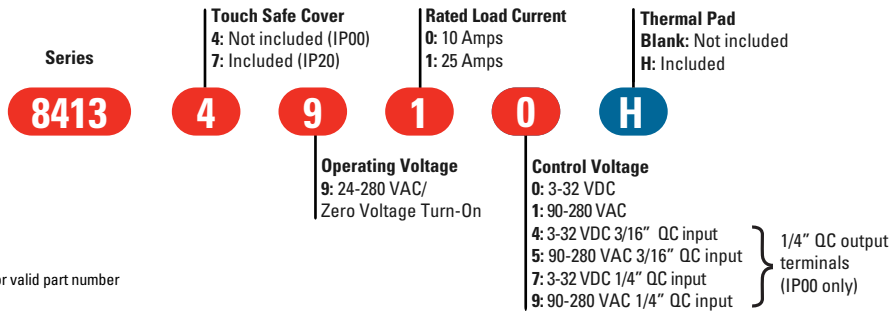 Touch Safe Cover
4: Not included (IP00)
7: Included (IP20)
Rated Load Current
0: 10 Amps
1: 25 Amps
Thermal Pad
Blank: Not included
H: Included
Series
8413
4
9
1
0
H
Operating Voltage
9: 24-280 VAC/
Zero Voltage Turn-On
Control Voltage
0: 3-32 VDC
1: 90-280 VAC
4: 3-32 VDC 3/16” QC input
5: 90-280 VAC 3/16” QC input
7: 3-32 VDC 1/4” QC input
9: 90-280 VAC 1/4” QC input
1/4” QC output
terminals
(IP00 only)
or valid part number